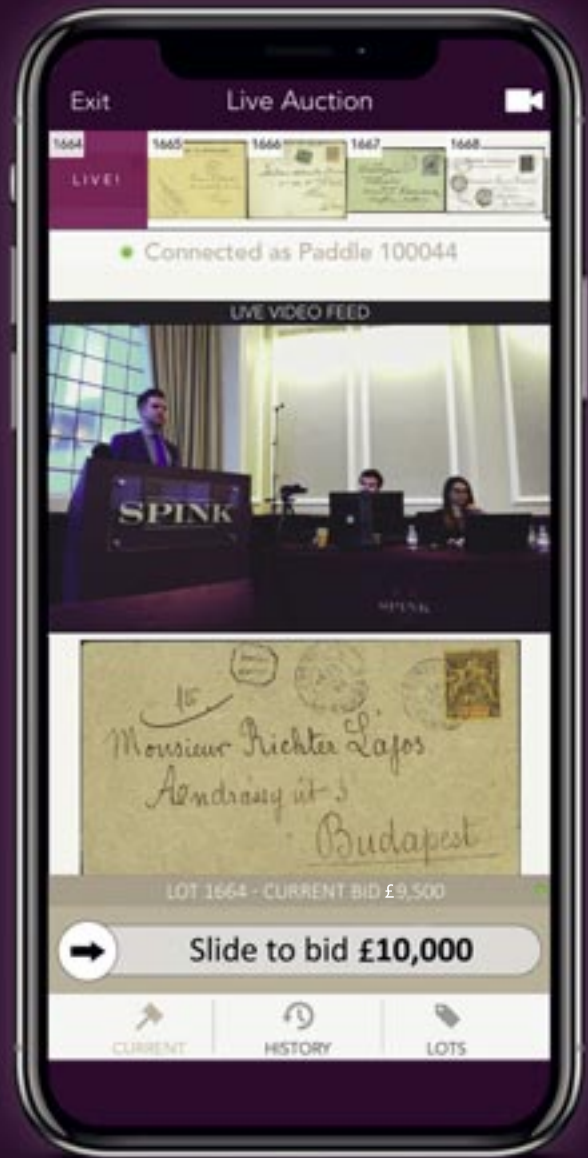 Exit Live Auction
1664 1665 1666 1667 1668
LIVE!
Connected as Paddle 100044
LIVE VIDEO FEED
SPINK
SPINK
Monsieur Richter Lajos
Andrássy út 3
Budapest
LOT 1664 - CURRENT BID £9,500
Slide to bid £10,000
CURRENT HISTORY LOTS